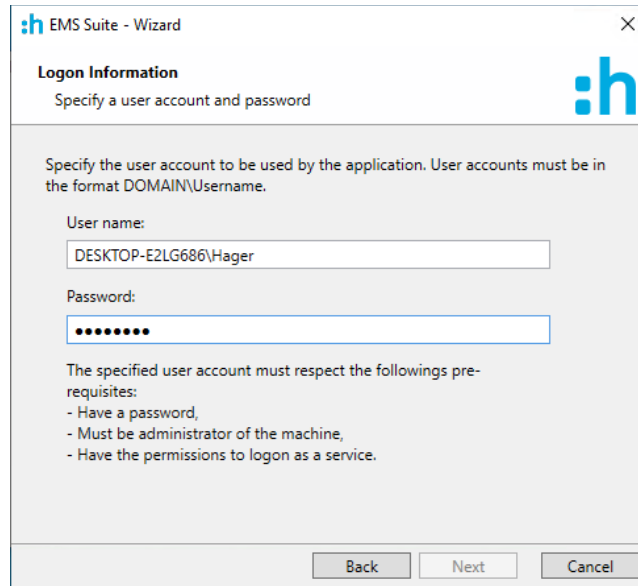 :h EMS Suite - Wizard
Logon Information
:h
Specify a user account and password
Specify the user account to be used by the application. User accounts must be in
the format DOMAIN\Username.
User name:
DESKTOP-E2LG686\Hager
Password:
●●●●●●●●
The specified user account must respect the followings pre-
requisites:
- Have a password,
- Must be administrator of the machine,
- Have the permissions to logon as a service.
Back Next Cancel